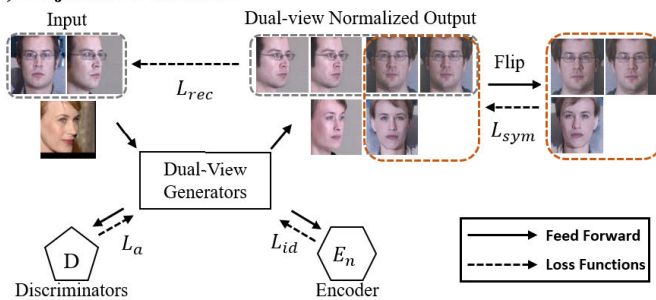 Input
Dual-view Normalized Output
Flip
L_rec
L_sym
Dual-View
Generators
L_a
L_id
D
E_n
Discriminators
Encoder
Feed Forward
Loss Functions